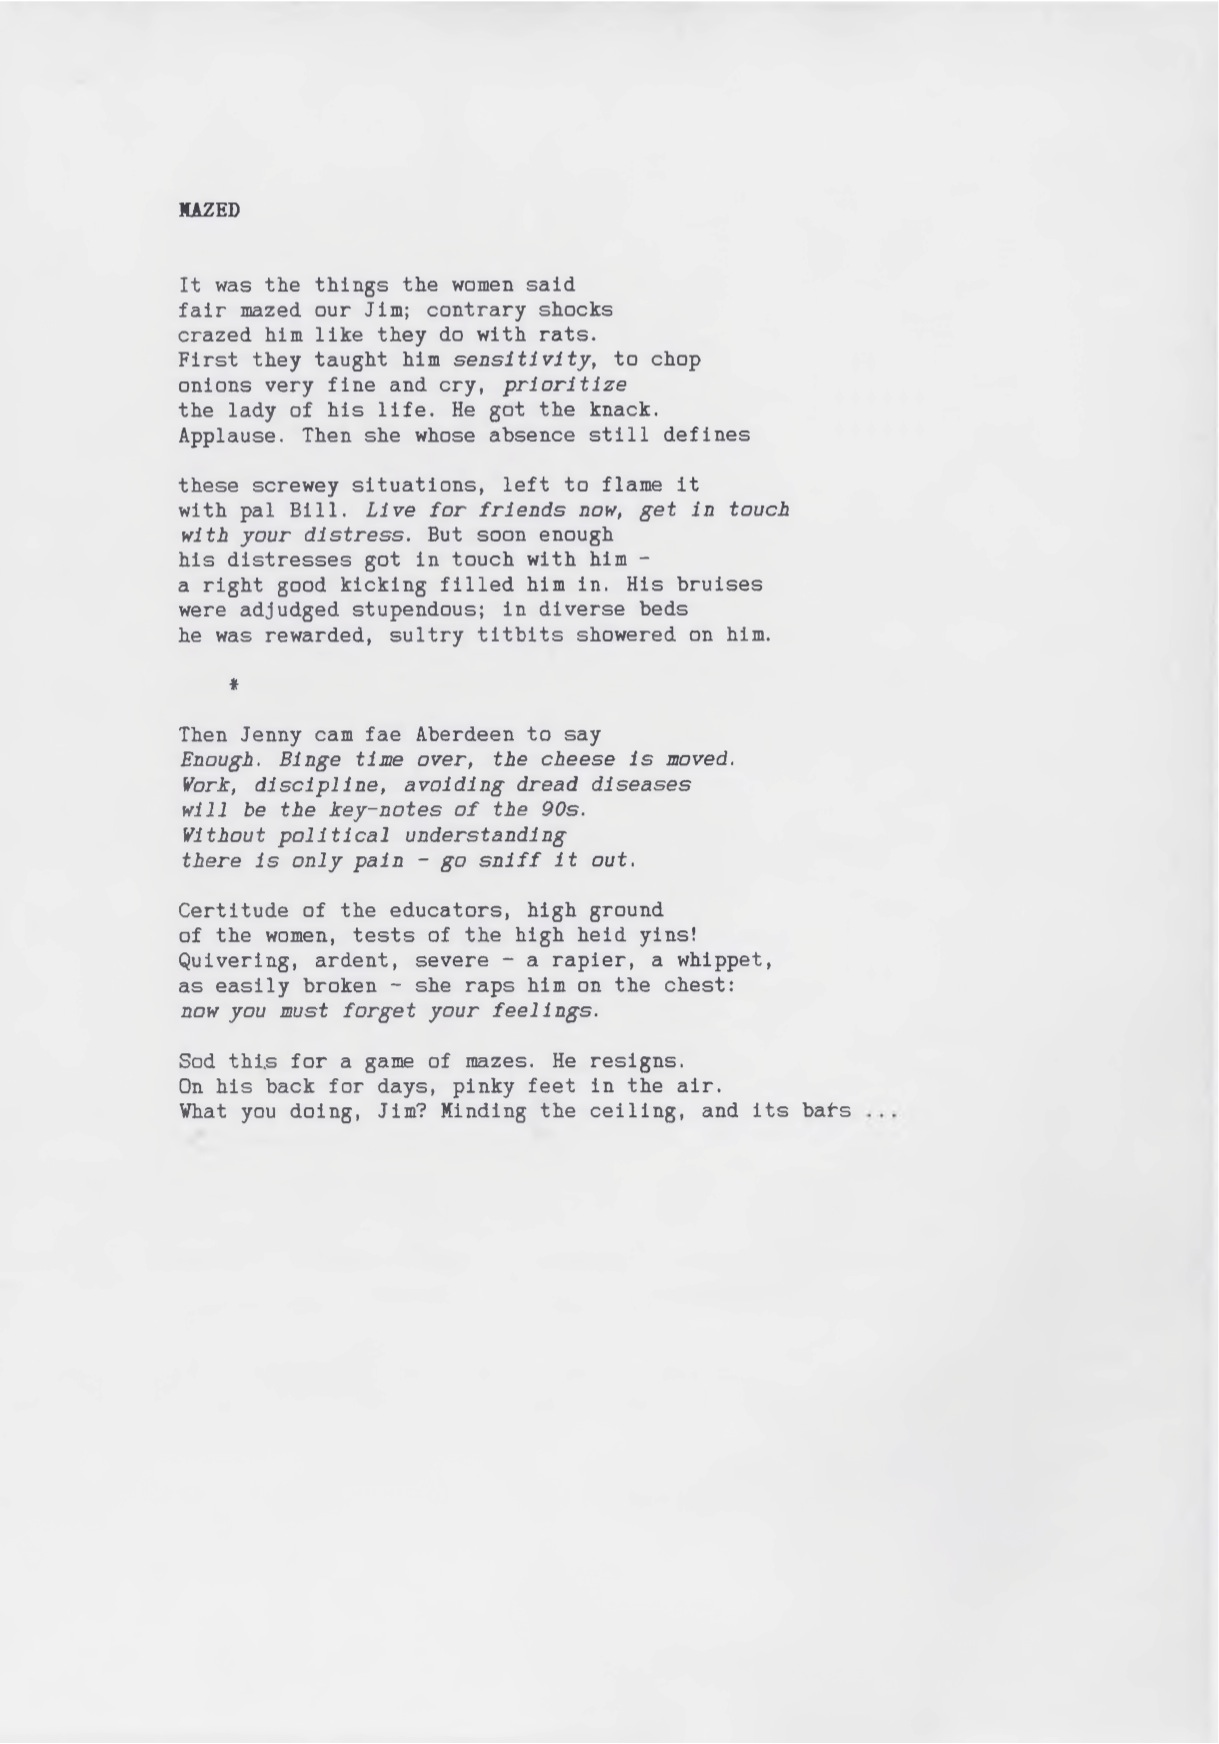 MAZED
It was the things the women said
fair mazed our Jim; contrary shocks
crazed him like they do with rats.
First they taught him sensitivity, to chop
onions very fine and cry, prioritize
the lady of his life. He got the knack.
Applause. Then she whose absence still defines
these screwey situations, left to flame it
with pal Bill. Live for friends now, get in touch
with your distress. But soon enough
his distresses got in touch with him -
a right good kicking filled him in. His bruises
were adjudged stupendous; in diverse beds
he was rewarded, sultry titbits showered on him.
*
Then Jenny cam fae Aberdeen to say
Enough. Binge time over, the cheese is moved.
Work, discipline, avoiding dread diseases
will be the key-notes of the 90s.
Without political understanding
there is only pain - go sniff it out.
Certitude of the educators, high ground
of the women, tests of the high heid yins!
Quivering, ardent, severe - a rapier, a whippet,
as easily broken - she raps him on the chest:
now you must forget your feelings.
Sod this for a game of mazes. He resigns.
On his back for days, pinky feet in the air.
What you doing, Jim? Minding the ceiling, and its bars ...